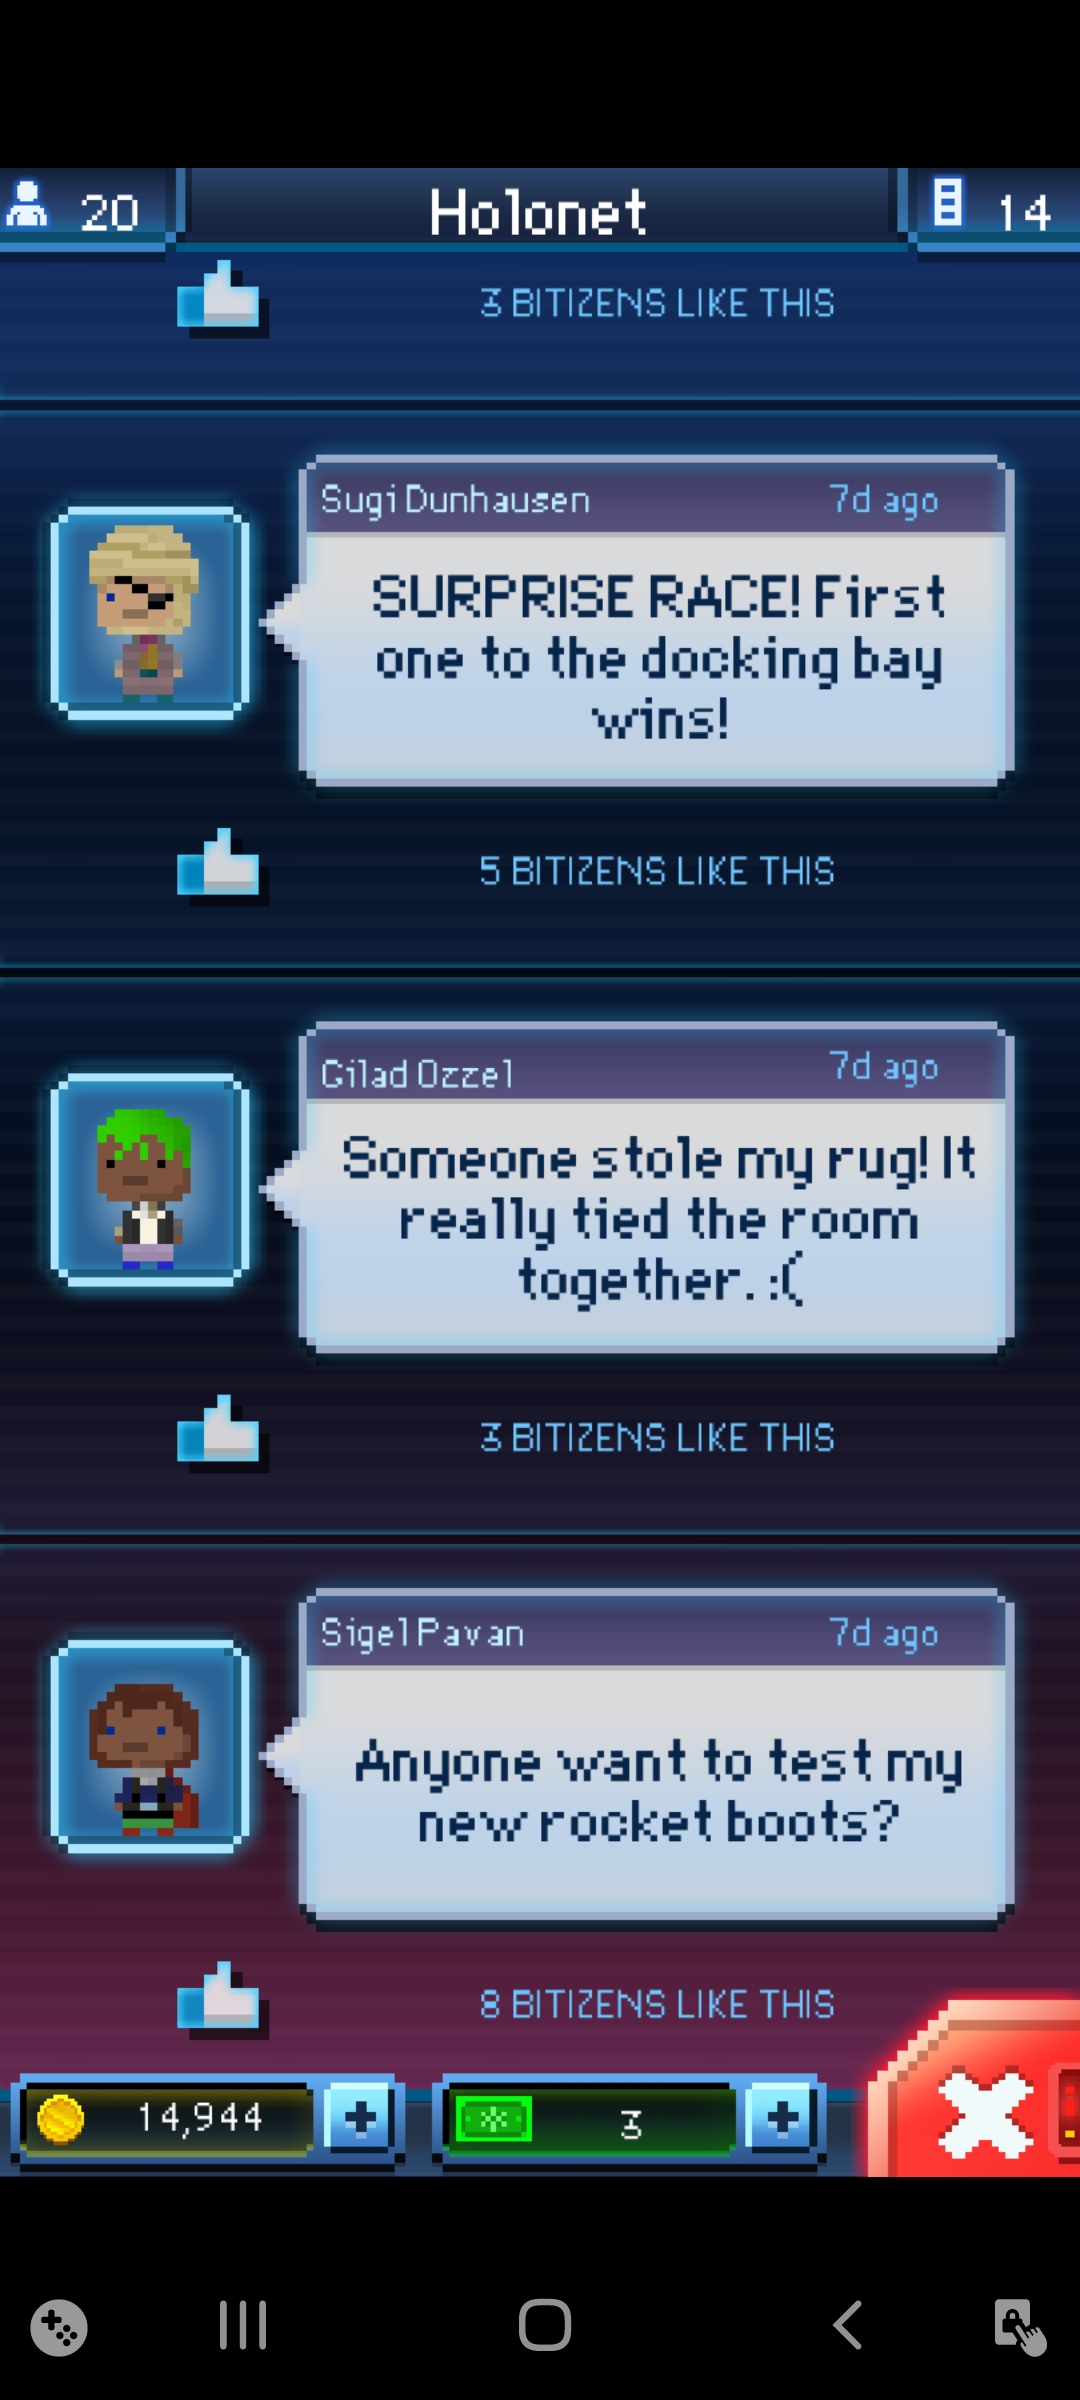 20
Holonet
14
3 BITIZENS LIKE THIS
Sugi Dunhausen
7d ago
SURPRISE RACE! First
one to the docking bay
wins!
5 BITIZENS LIKE THIS
Gilad Ozzel
7d ago
Someone stole my rug! It
really tied the room
together. :(
3 BITIZENS LIKE THIS
Sigel Pavan
7d ago
Anyone want to test my
new rocket boots?
8 BITIZENS LIKE THIS
14,944
3